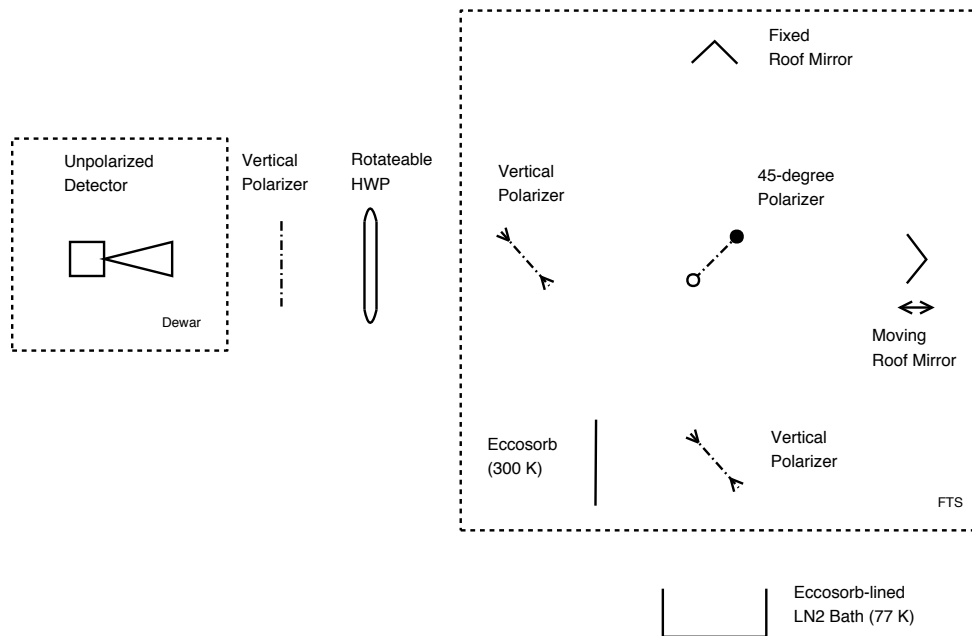 Fixed
Roof Mirror
Unpolarized
Detector
Vertical
Polarizer
Rotateable
HWP
Vertical
Polarizer
45-degree
Polarizer
Dewar
Moving
Roof Mirror
Eccosorb
(300 K)
Vertical
Polarizer
FTS
Eccosorb-lined
LN2 Bath (77 K)